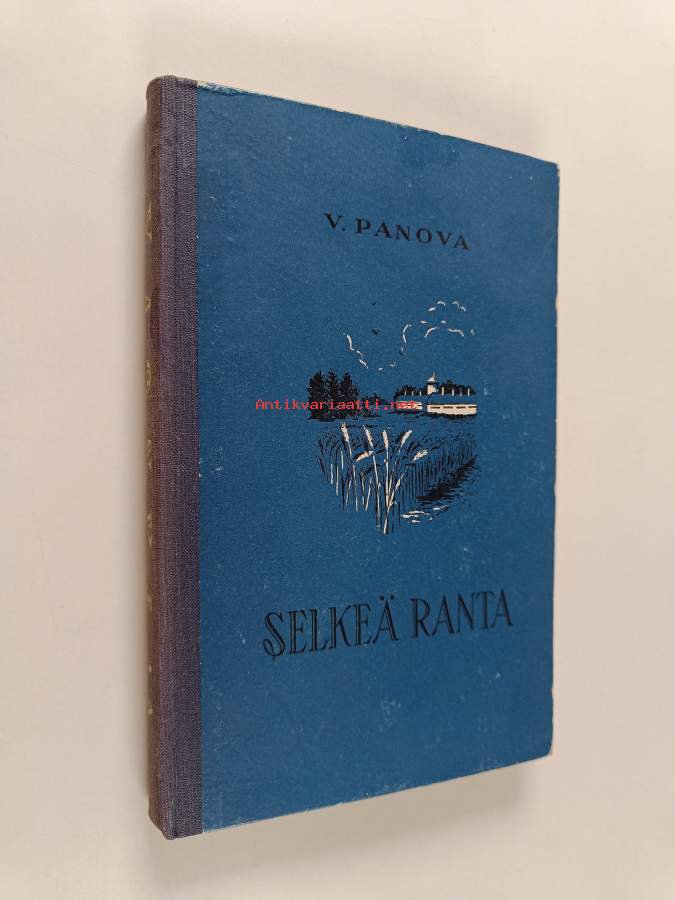 V. PANOVA
Antikvariaatti.net
SELKEÄ RANTA